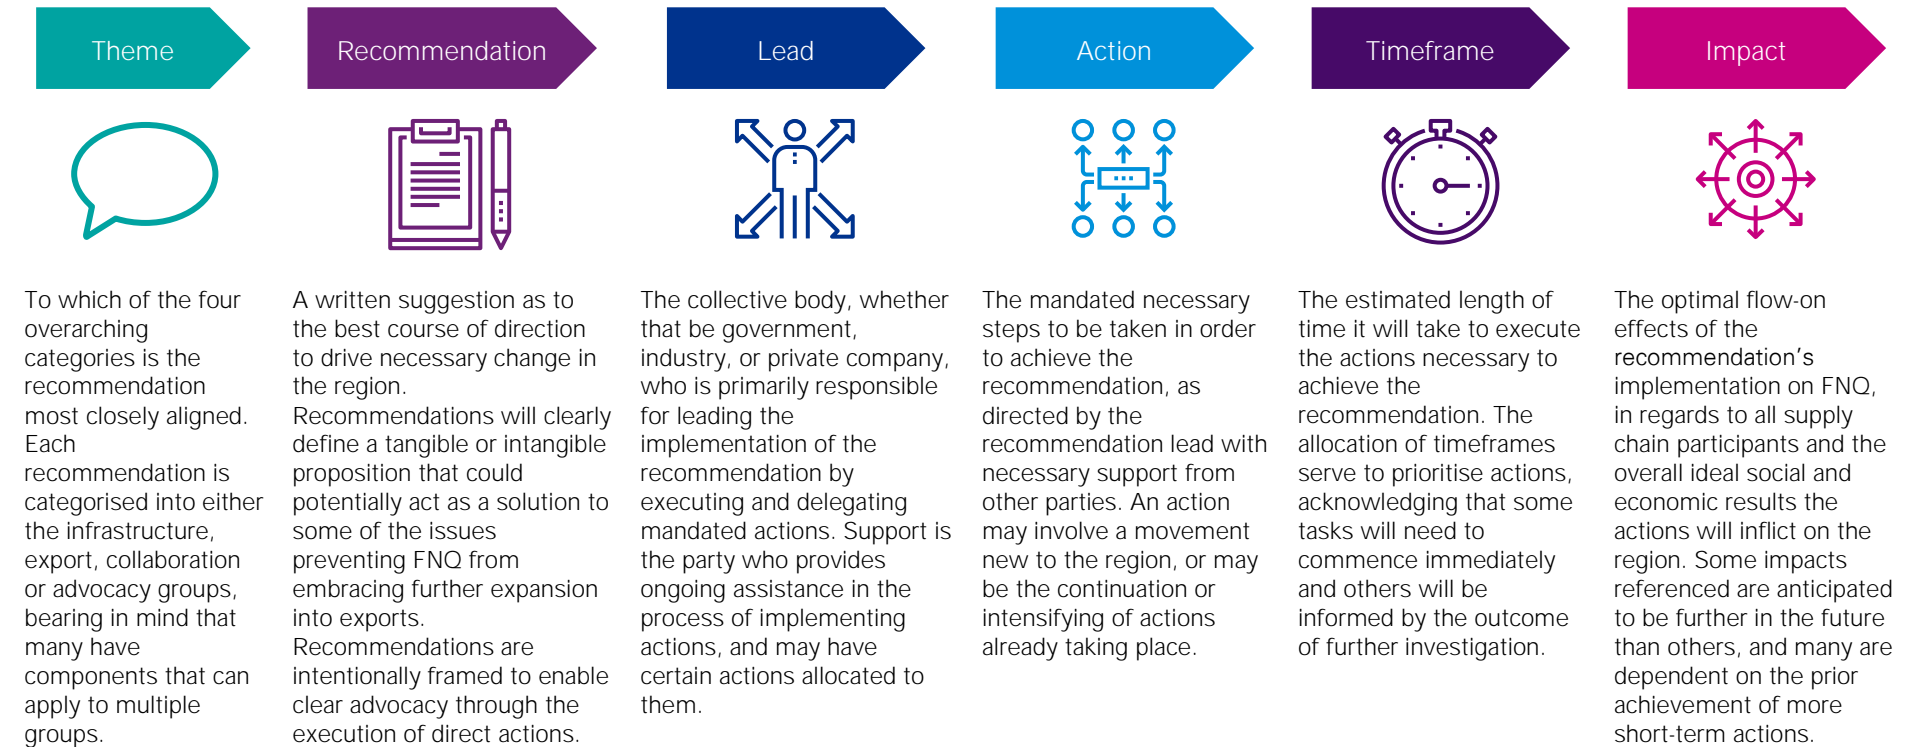 Theme
Recommendation
Lead
Action
Timeframe
Impact
To which of the four
overarching
categories is the
recommendation
most closely aligned.
Each
recommendation is
categorised into either
the infrastructure,
export, collaboration
or advocacy groups,
bearing in mind that
many have
components that can
apply to multiple
groups.
A written suggestion as to
the best course of direction
to drive necessary change in
the region.
Recommendations will clearly
define a tangible or intangible
proposition that could
potentially act as a solution to
some of the issues
preventing FNQ from
embracing further expansion
into exports.
Recommendations are
intentionally framed to enable
clear advocacy through the
execution of direct actions.
The collective body, whether
that be government,
industry, or private company,
who is primarily responsible
for leading the
implementation of the
recommendation by
executing and delegating
mandated actions. Support is
the party who provides
ongoing assistance in the
process of implementing
actions, and may have
certain actions allocated to
them.
The mandated necessary
steps to be taken in order
to achieve the
recommendation, as
directed by the
recommendation lead with
necessary support from
other parties. An action
may involve a movement
new to the region, or may
be the continuation or
intensifying of actions
already taking place.
The estimated length of
time it will take to execute
the actions necessary to
achieve the
recommendation. The
allocation of timeframes
serve to prioritise actions,
acknowledging that some
tasks will need to
commence immediately
and others will be
informed by the outcome
of further investigation.
The optimal flow-on
effects of the
recommendation's
implementation on FNQ,
in regards to all supply
chain participants and the
overall ideal social and
economic results the
actions will inflict on the
region. Some impacts
referenced are anticipated
to be further in the future
than others, and many are
dependent on the prior
achievement of more
short-term actions.